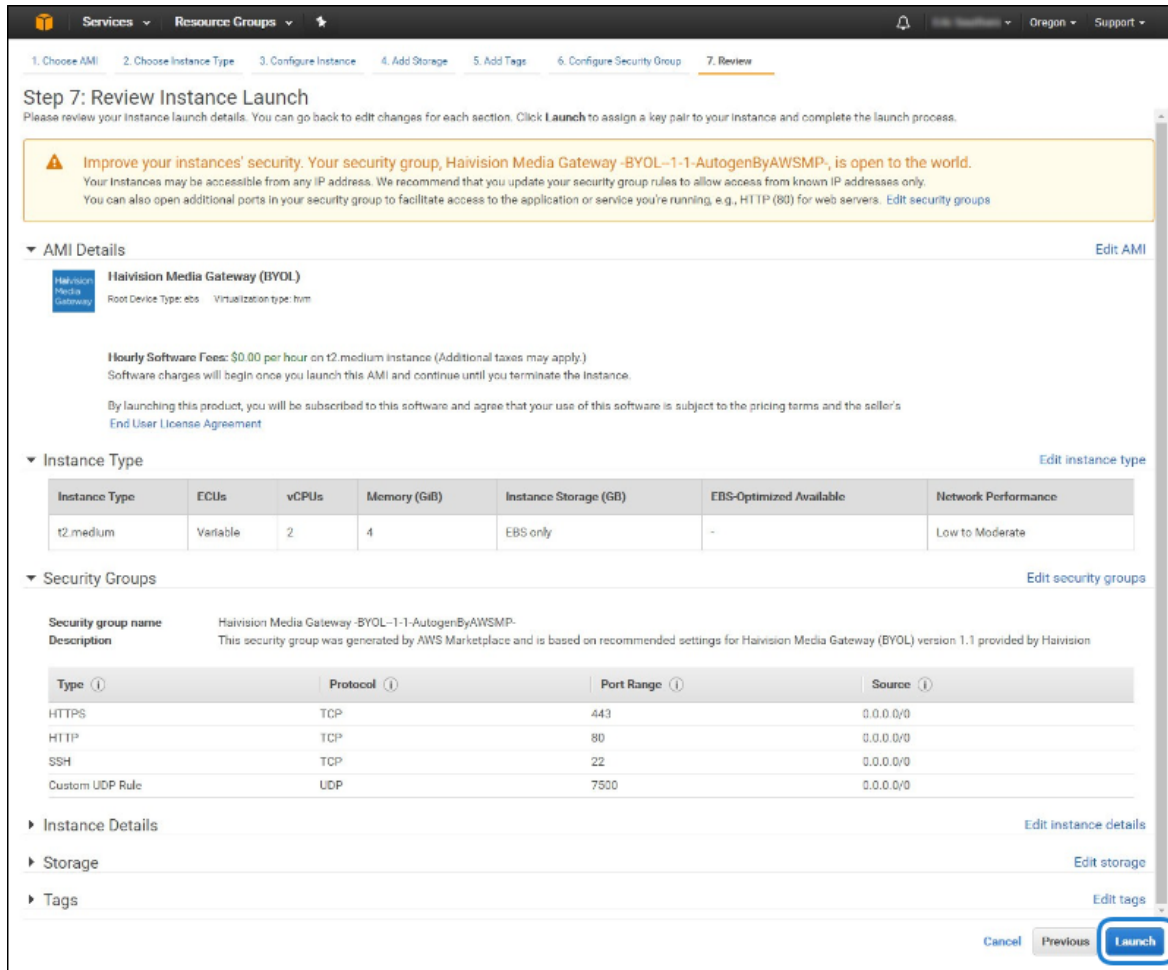 Services Resource Groups Oregon Support
1. Choose AMI 2. Choose Instance Type 3. Configure Instance 4. Add Storage 5. Add Tags 6. Configure Security Group 7. Review
Step 7: Review Instance Launch
Please review your instance launch details. You can go back to edit changes for each section. Click Launch to assign a key pair to your instance and complete the launch process.
Improve your instances' security. Your security group, Haivision Media Gateway -BYOL--1-1-AutogenByAWSMP-, is open to the world.
Your instances may be accessible from any IP address. We recommend that you update your security group rules to allow access from known IP addresses only.
You can also open additional ports in your security group to facilitate access to the application or service you're running, e.g., HTTP (80) for web servers. Edit security groups
AMI Details Edit AMI
Haivision
Media
Gateway
Haivision Media Gateway (BYOL)
Root Device Type: ebs Virtualization type: hvm
Hourly Software Fees: $0.00 per hour on t2.medium instance (Additional taxes may apply.)
Software charges will begin once you launch this AMI and continue until you terminate the instance.
By launching this product, you will be subscribed to this software and agree that your use of this software is subject to the pricing terms and the seller's
End User License Agreement
Instance Type Edit instance type
Instance Type ECUs vCPUs Memory (GiB) Instance Storage (GB) EBS-Optimized Available Network Performance
t2.medium Variable 2 4 EBS only - Low to Moderate
Security Groups Edit security groups
Security group name Haivision Media Gateway -BYOL--1-1-AutogenByAWSMP-
Description This security group was generated by AWS Marketplace and is based on recommended settings for Haivision Media Gateway (BYOL) version 1.1 provided by Haivision
Type Protocol Port Range Source
HTTPS TCP 443 0.0.0.0/0
HTTP TCP 80 0.0.0.0/0
SSH TCP 22 0.0.0.0/0
Custom UDP Rule UDP 7500 0.0.0.0/0
Instance Details Edit instance details
Storage Edit storage
Tags Edit tags
Cancel Previous Launch